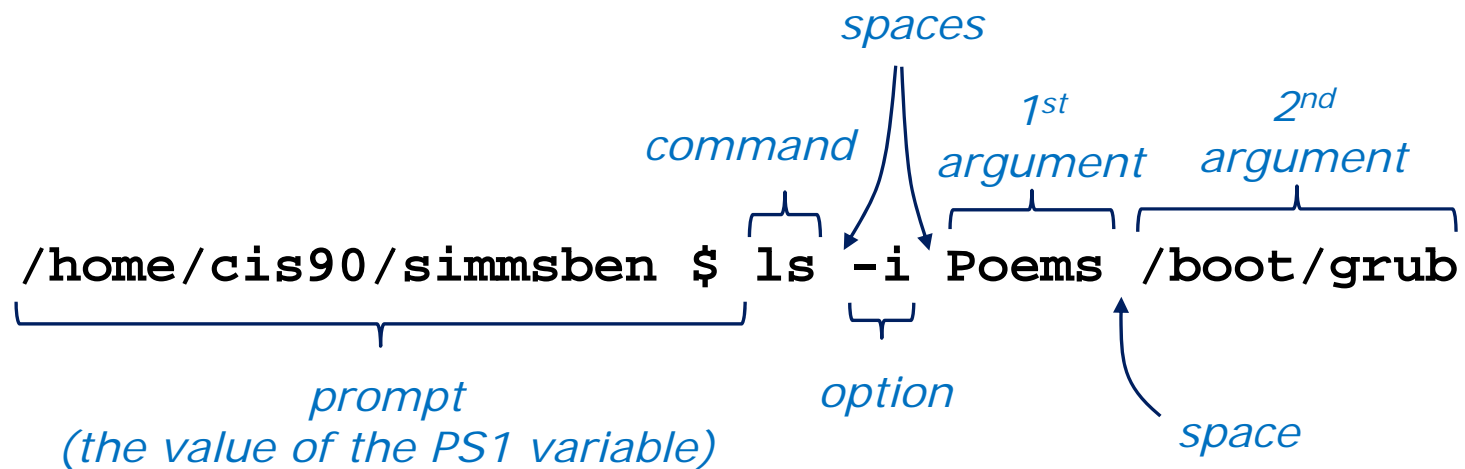 spaces
command
1st
argument
2nd
argument
/home/cis90/simmsben $ ls -i Poems /boot/grub
prompt
(the value of the PS1 variable)
option
space